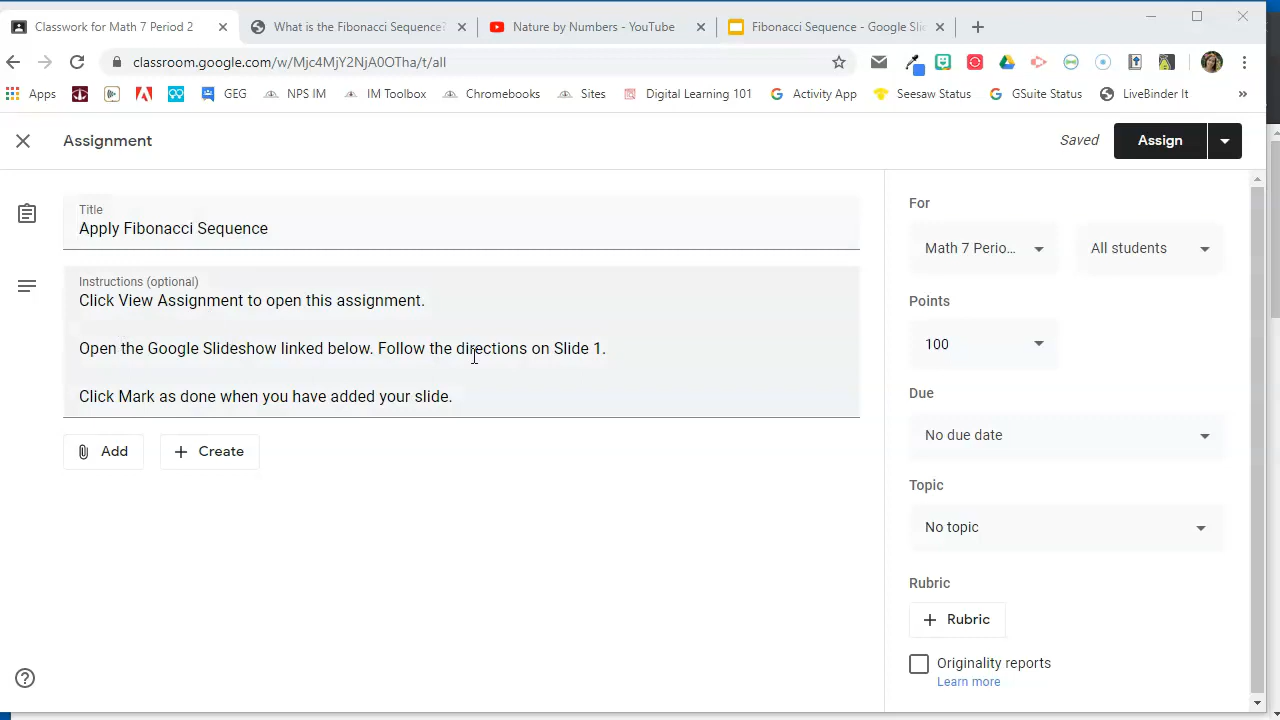 Classwork for Math 7 Period 2
What is the Fibonacci Sequence?
Nature by Numbers - YouTube
Fibonacci Sequence - Google Sli
classroom.google.com/w/Mjc4MjY2NjA0OTha/t/all
Apps
GEG
NPS IM
IM Toolbox
Chromebooks
Sites
Digital Learning 101
Activity App
Seesaw Status
GSuite Status
LiveBinder It
»
Assignment
Saved
Assign
Title
Apply Fibonacci Sequence
Instructions (optional)
Click View Assignment to open this assignment.
Open the Google Slideshow linked below. Follow the directions on Slide 1.
Click Mark as done when you have added your slide.
Add
Create
For
Math 7 Perio...
All students
Points
100
Due
No due date
Topic
No topic
Rubric
Rubric
Originality reports
Learn more